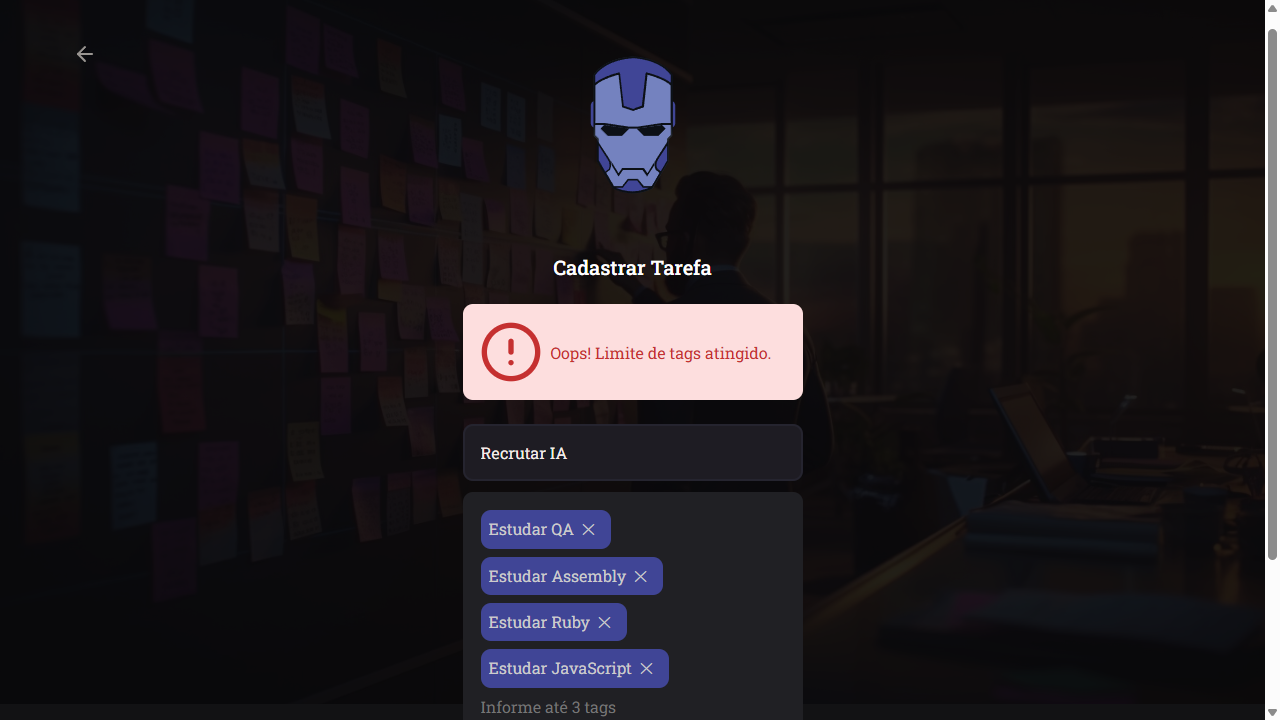 Cadastrar Tarefa
Oops! Limite de tags atingido.
Recrutar IA
Estudar QA
Estudar Assembly
Estudar Ruby
Estudar JavaScript
Informe até 3 tags